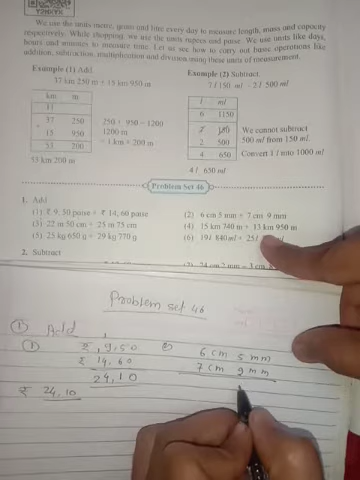 We use the units metre, gram and litre every day to measure length, mass and capacity
respectively. While shopping, we use the units rupees and paise. We use units like days,
hours and minutes to measure time. Let us see how to carry out basic operations like
addition, subtraction, multiplication and division using these units of measurement.
Example (1) Add Example (2) Subtract
37 km 250 m + 15 km 950 m 7 l 150 ml - 2 l 500 ml
km m
37 250
+ 15 950
53 200
250 + 950 = 1200
1200 m
= 1 km + 200 m
53 km 200 m
l ml
6 1150
7 150
2 500
4 650
We cannot subtract
500 ml from 150 ml.
Convert 1 l into 1000 ml
4 l 650 ml
Problem Set 46
1. Add
(1) ₹ 9, 50 paise + ₹ 14, 60 paise (2) 6 cm 5 mm + 7 cm 9 mm
(3) 22 m 50 cm + 25 m 75 cm (4) 15 km 740 m + 13 km 950 m
(5) 25 kg 650 g + 29 kg 770 g (6) 19 l 840 ml + 25 l
2. Subtract
Problem set 46
① Add
① ₹ 9, 50 ② 6 cm 5 mm
₹ 14, 60 7 cm 9 mm
24, 10
₹ 24, 10